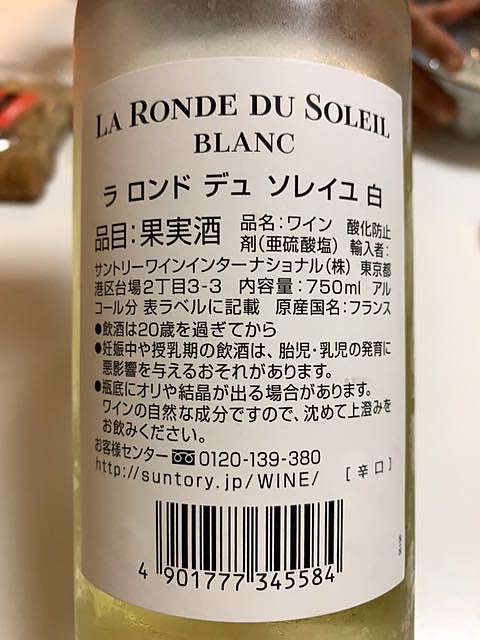 LA RONDE DU SOLEIL
BLANC
ラ ロンド デュ ソレイユ 白
品目:果実酒 品名:ワイン 酸化防止
剤(亜硫酸塩) 輸入者:
サントリーワインインターナショナル(株) 東京都
港区台場2丁目3-3 内容量:750ml アル
コール分 表ラベルに記載 原産国名:フランス
●飲酒は20歳を過ぎてから
●妊娠中や授乳期の飲酒は、胎児・乳児の発育に
悪影響を与えるおそれがあります。
●瓶底にオリや結晶が出る場合があります。
ワインの自然な成分ですので、沈めて上澄みを
お飲みください。
お客様センター 0120-139-380
http://suntory.jp/WINE/ [辛口]
4 901777 345584